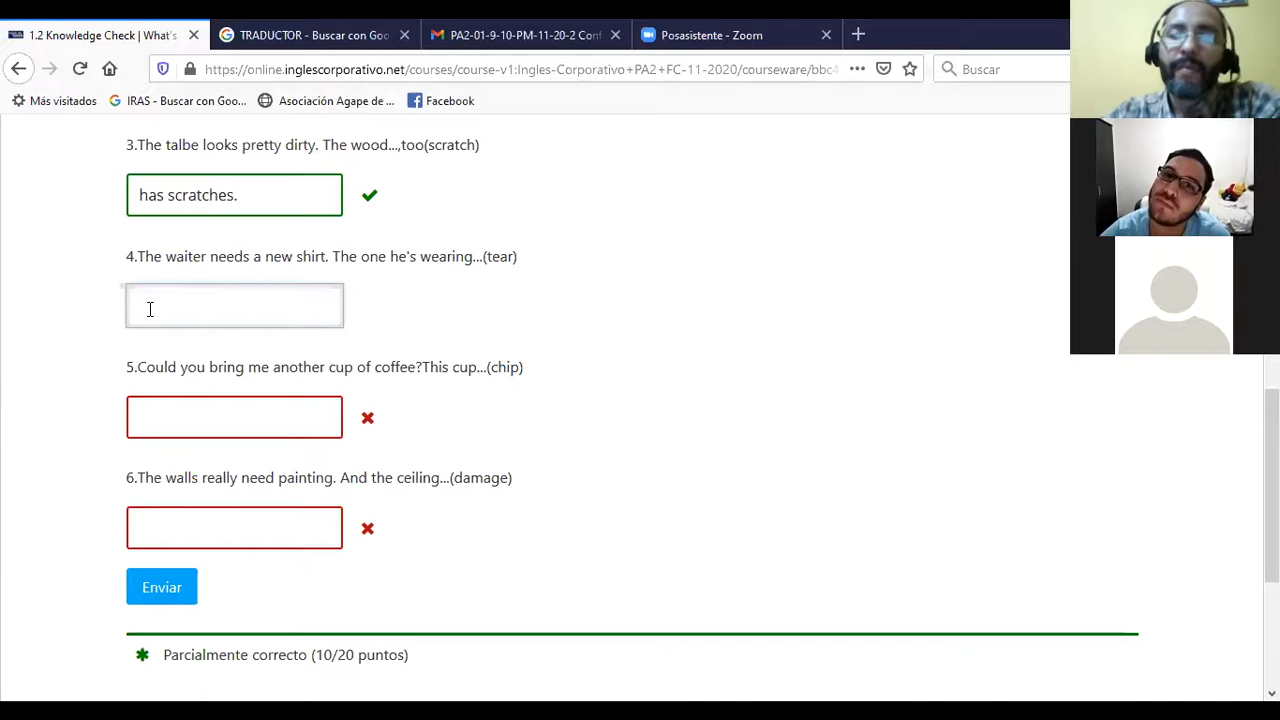 1.2 Knowledge Check | What's
TRADUCTOR - Buscar con Goo
PA2-01-9-10-PM-11-20-2 Conf
Posasistente - Zoom
https://online.inglescorporativo.net/courses/course-v1:Ingles-Corporativo+PA2+FC-11-2020/courseware/bbc4
Buscar
Más visitados
IRAS - Buscar con Goo...
Asociación Agape de ...
Facebook
3.The talbe looks pretty dirty. The wood...,too(scratch)
has scratches.
4.The waiter needs a new shirt. The one he's wearing...(tear)
5.Could you bring me another cup of coffee?This cup...(chip)
6.The walls really need painting. And the ceiling...(damage)
Enviar
Parcialmente correcto (10/20 puntos)